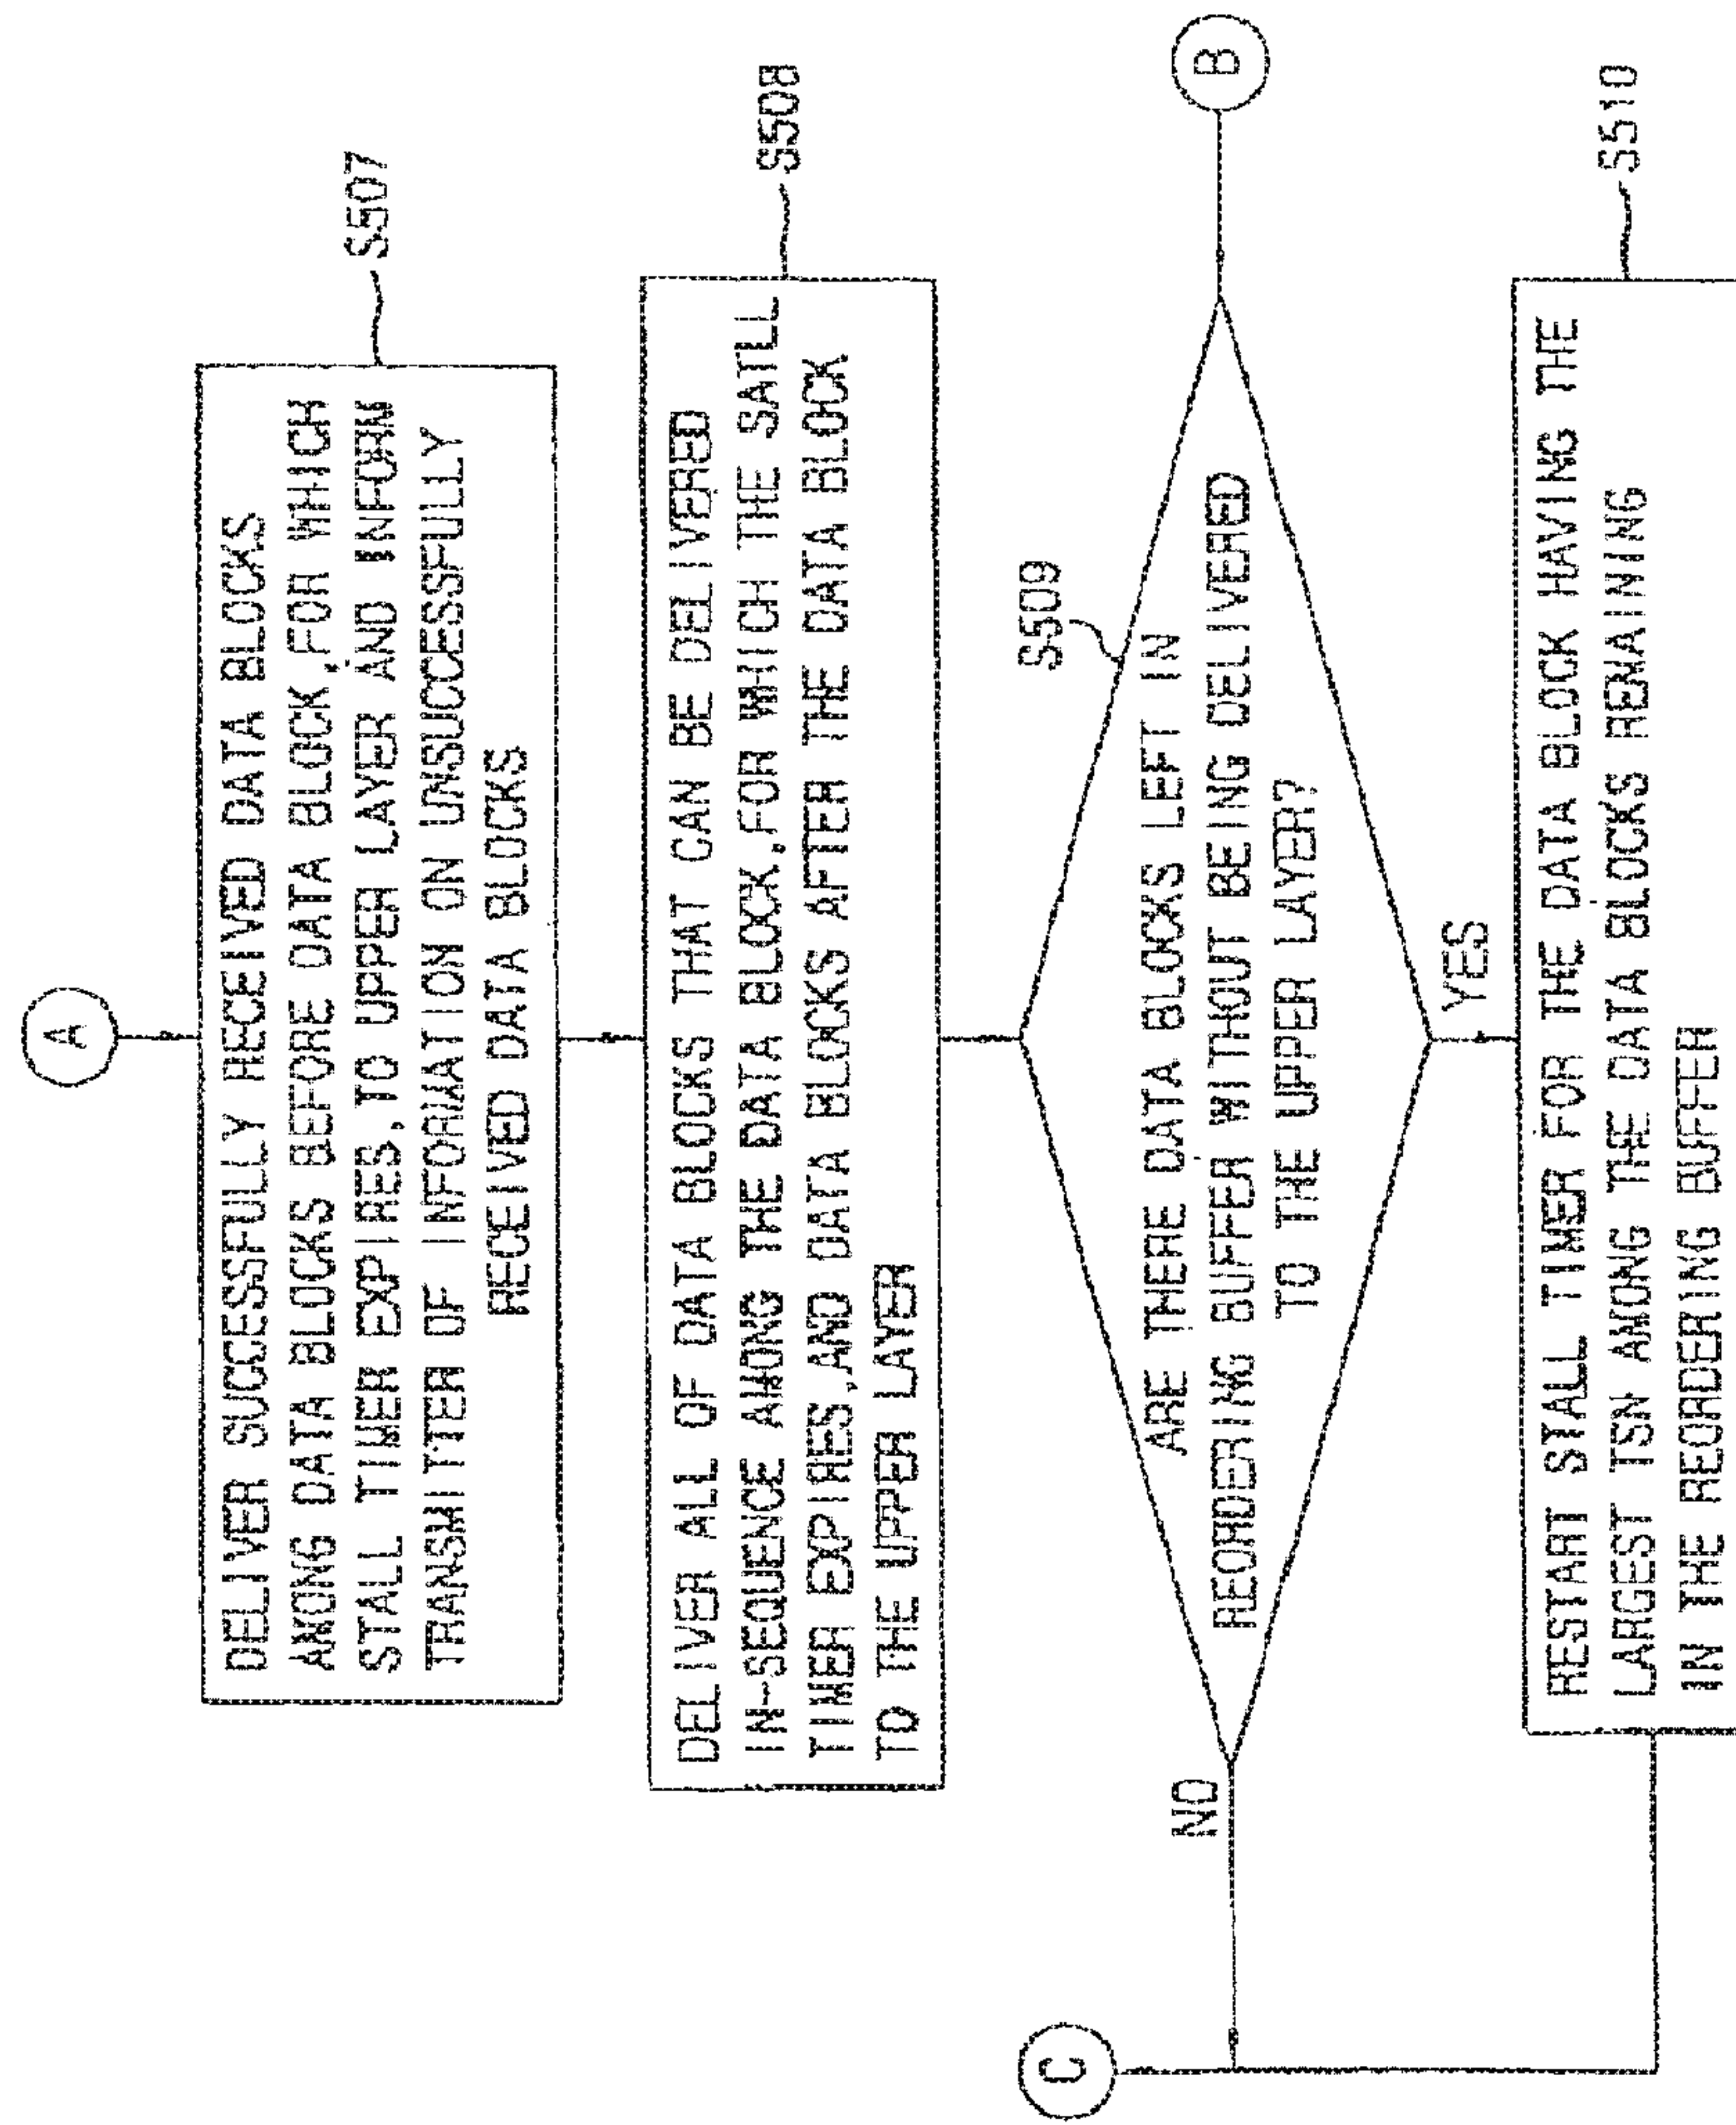 A
DELIVER SUCCESSFULLY RECEIVED DATA BLOCKS
AMONG DATA BLOCKS BEFORE DATA BLOCK,FOR WHICH
STALL TIMER EXPIRES,TO UPPER LAYER AND INFORM
TRANSMITTER OF INFORMATION ON UNSUCCESSFULLY
RECEIVED DATA BLOCKS
S507
DELIVER ALL OF DATA BLOCKS THAT CAN BE DELIVERED
IN-SEQUENCE AMONG THE DATA BLOCK,FOR WHICH THE SATLL
TIMER EXPIRES,AND DATA BLOCKS AFTER THE DATA BLOCK
TO THE UPPER LAYER
S508
S509
ARE THERE DATA BLOCKS LEFT IN
REORDERING BUFFER WITHOUT BEING DELIVERED
TO THE UPPER LAYER?
B
NO
C
YES
RESTART STALL TIMER FOR THE DATA BLOCK HAVING THE
LARGEST TSN AMONG THE DATA BLOCKS REMAINING
IN THE REORDERING BUFFER
S510